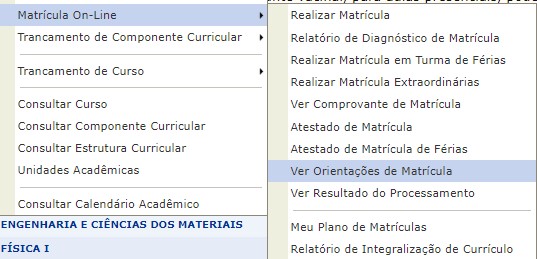 Matrícula On-Line
Trancamento de Componente Curricular
Trancamento de Curso
Consultar Curso
Consultar Componente Curricular
Consultar Estrutura Curricular
Unidades Acadêmicas
Consultar Calendário Acadêmico
ENGENHARIA E CIÊNCIAS DOS MATERIAIS
FÍSICA I
Realizar Matrícula
Relatório de Diagnóstico de Matrícula
Realizar Matrícula em Turma de Férias
Realizar Matrícula Extraordinárias
Ver Comprovante de Matrícula
Atestado de Matrícula
Atestado de Matrícula de Férias
Ver Orientações de Matrícula
Ver Resultado do Processamento
Meu Plano de Matrículas
Relatório de Integralização de Currículo